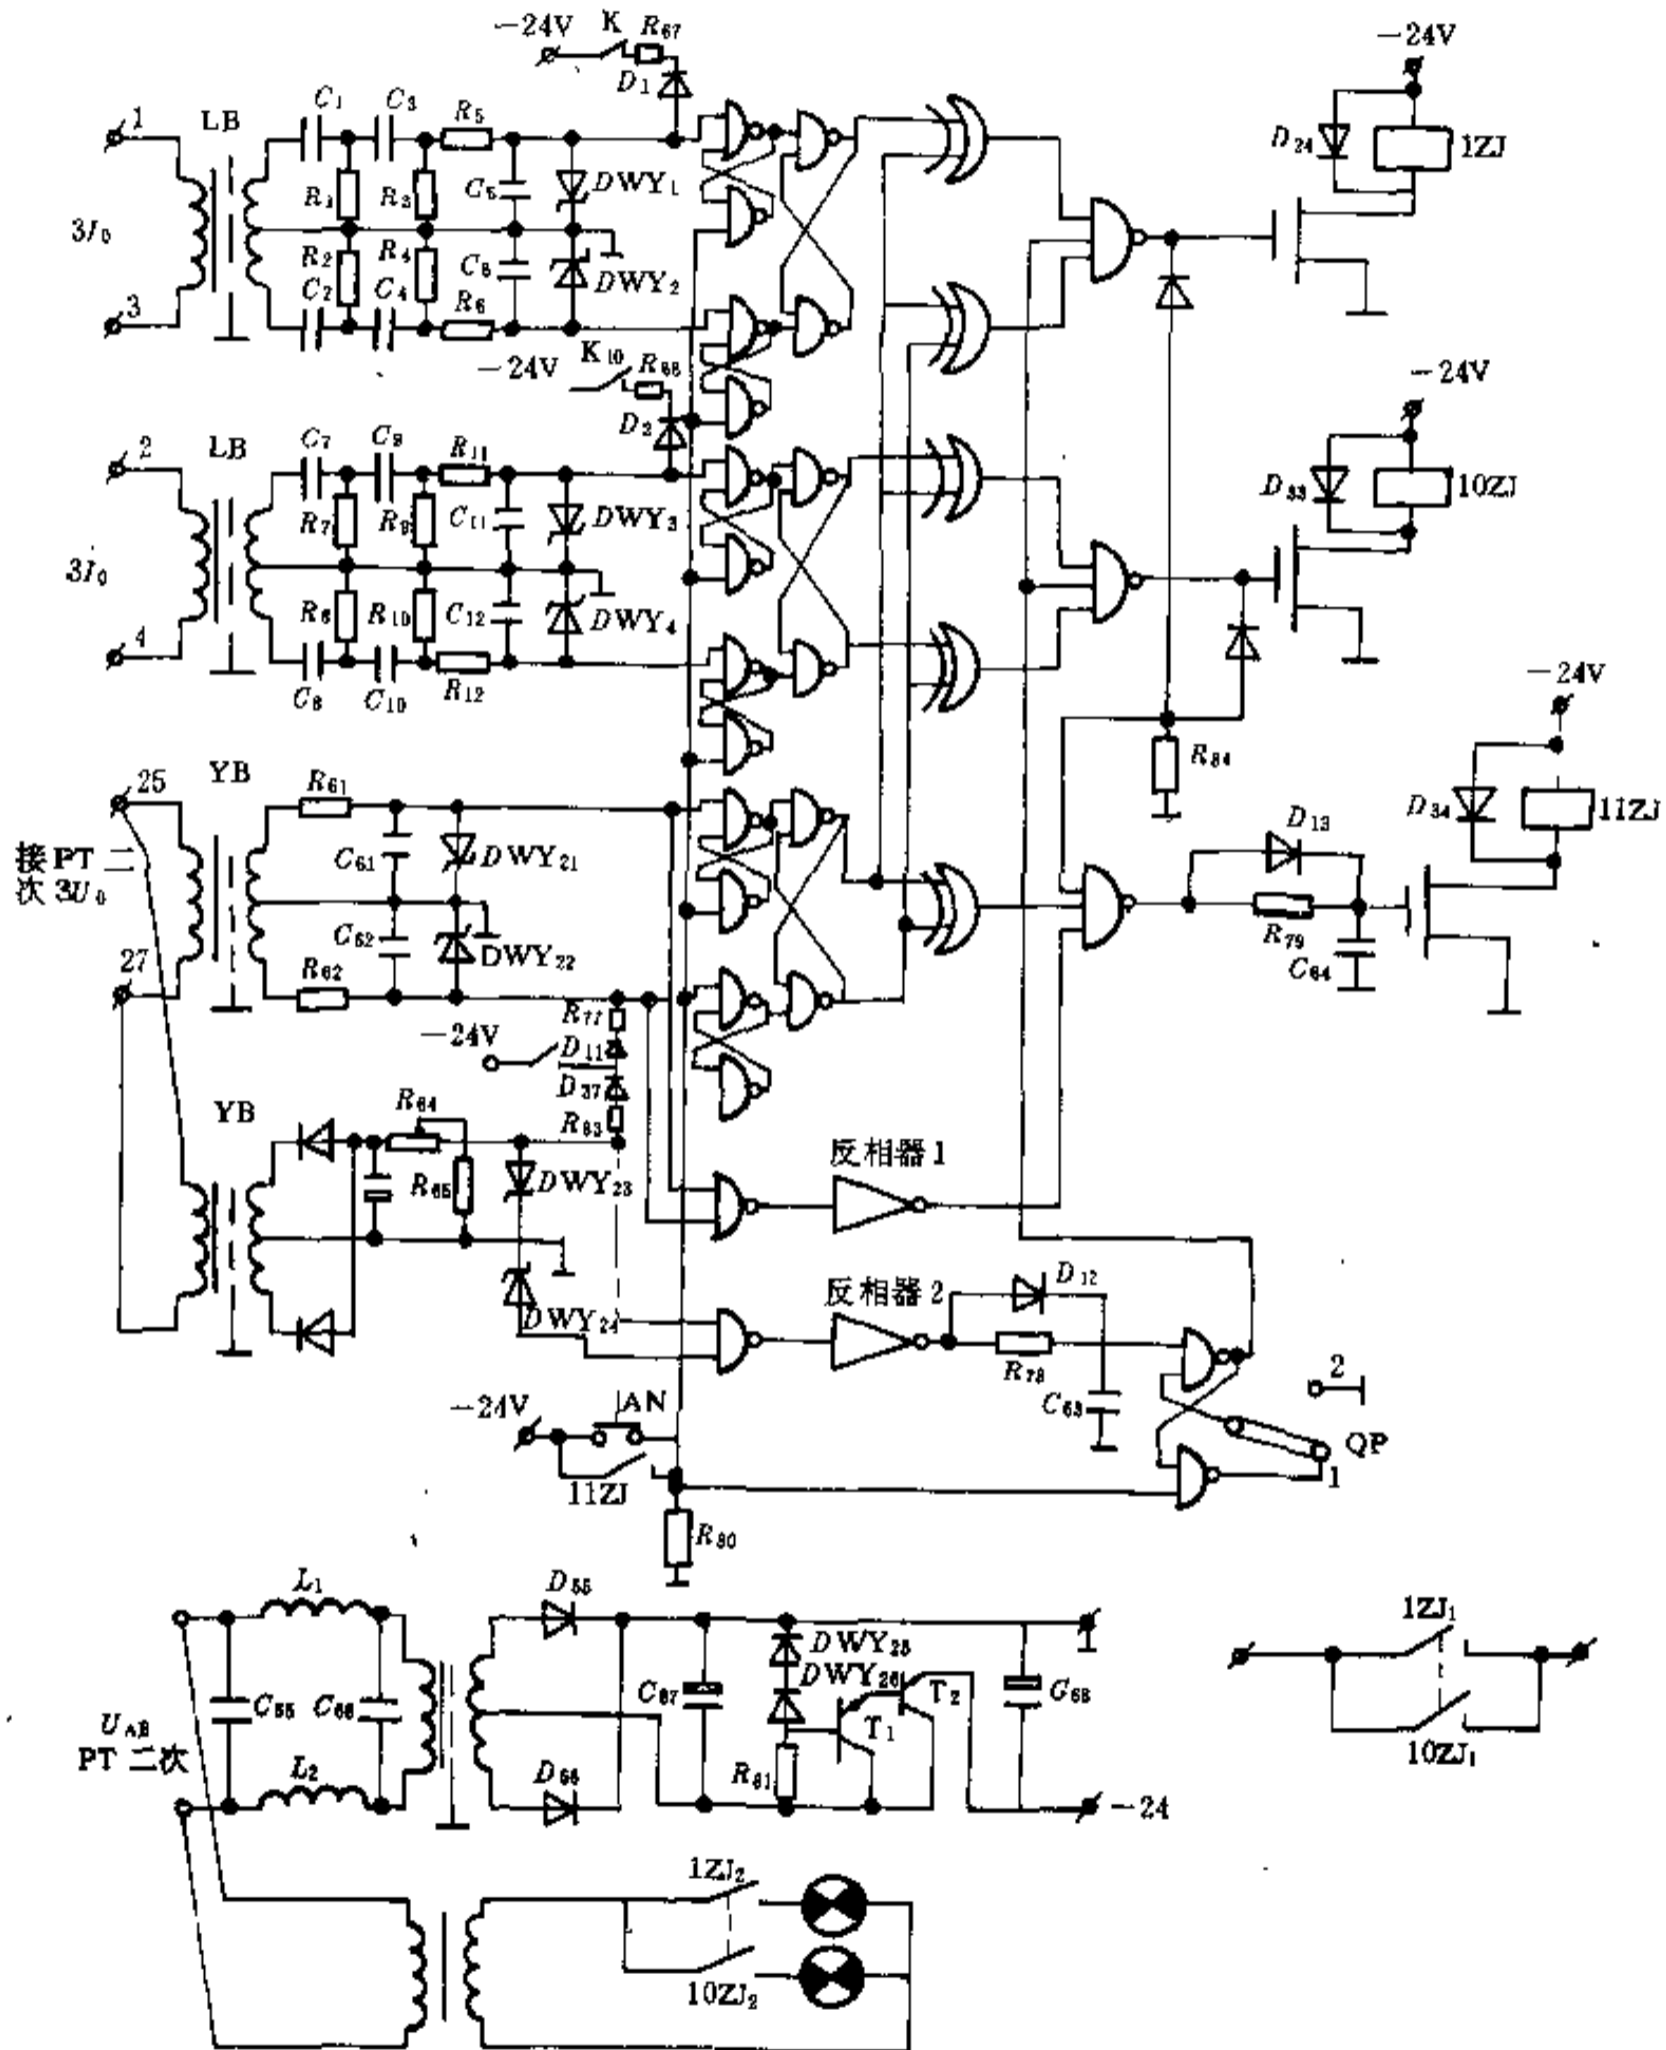 −24V K R67
D1
−24V
1 LB C1 C3 R5
D24 1ZJ
R1 R3 C5 DWY1
3I0
R2 R4 C6 DWY2
C2 C4 R6
3
−24V K10 R68
−24V
D2
2 LB C7 C9 R11
D33 10ZJ
R7 R9 C11 DWY3
3I0
R8 R10 C12 DWY4
4
C8 C10 R12
−24V
25 YB R61
R84
D34 11ZJ
D13
接PT二次3U0
C61 DWY21
C62 DWY22
R79
C64
27 R62
−24V
R77
D11
D37
R83
YB R64
反相器1
R65 DWY23
反相器2 D12
DWY24
R78
C63
2
−24V AN
QP
1
11ZJ
R80
L1 D55
1ZJ1
DWY25
DWY26
C65 C66 C67 T2 G68
T1
UAB
PT二次
L2 D66 R81
10ZJ1
−24
1ZJ2
10ZJ2